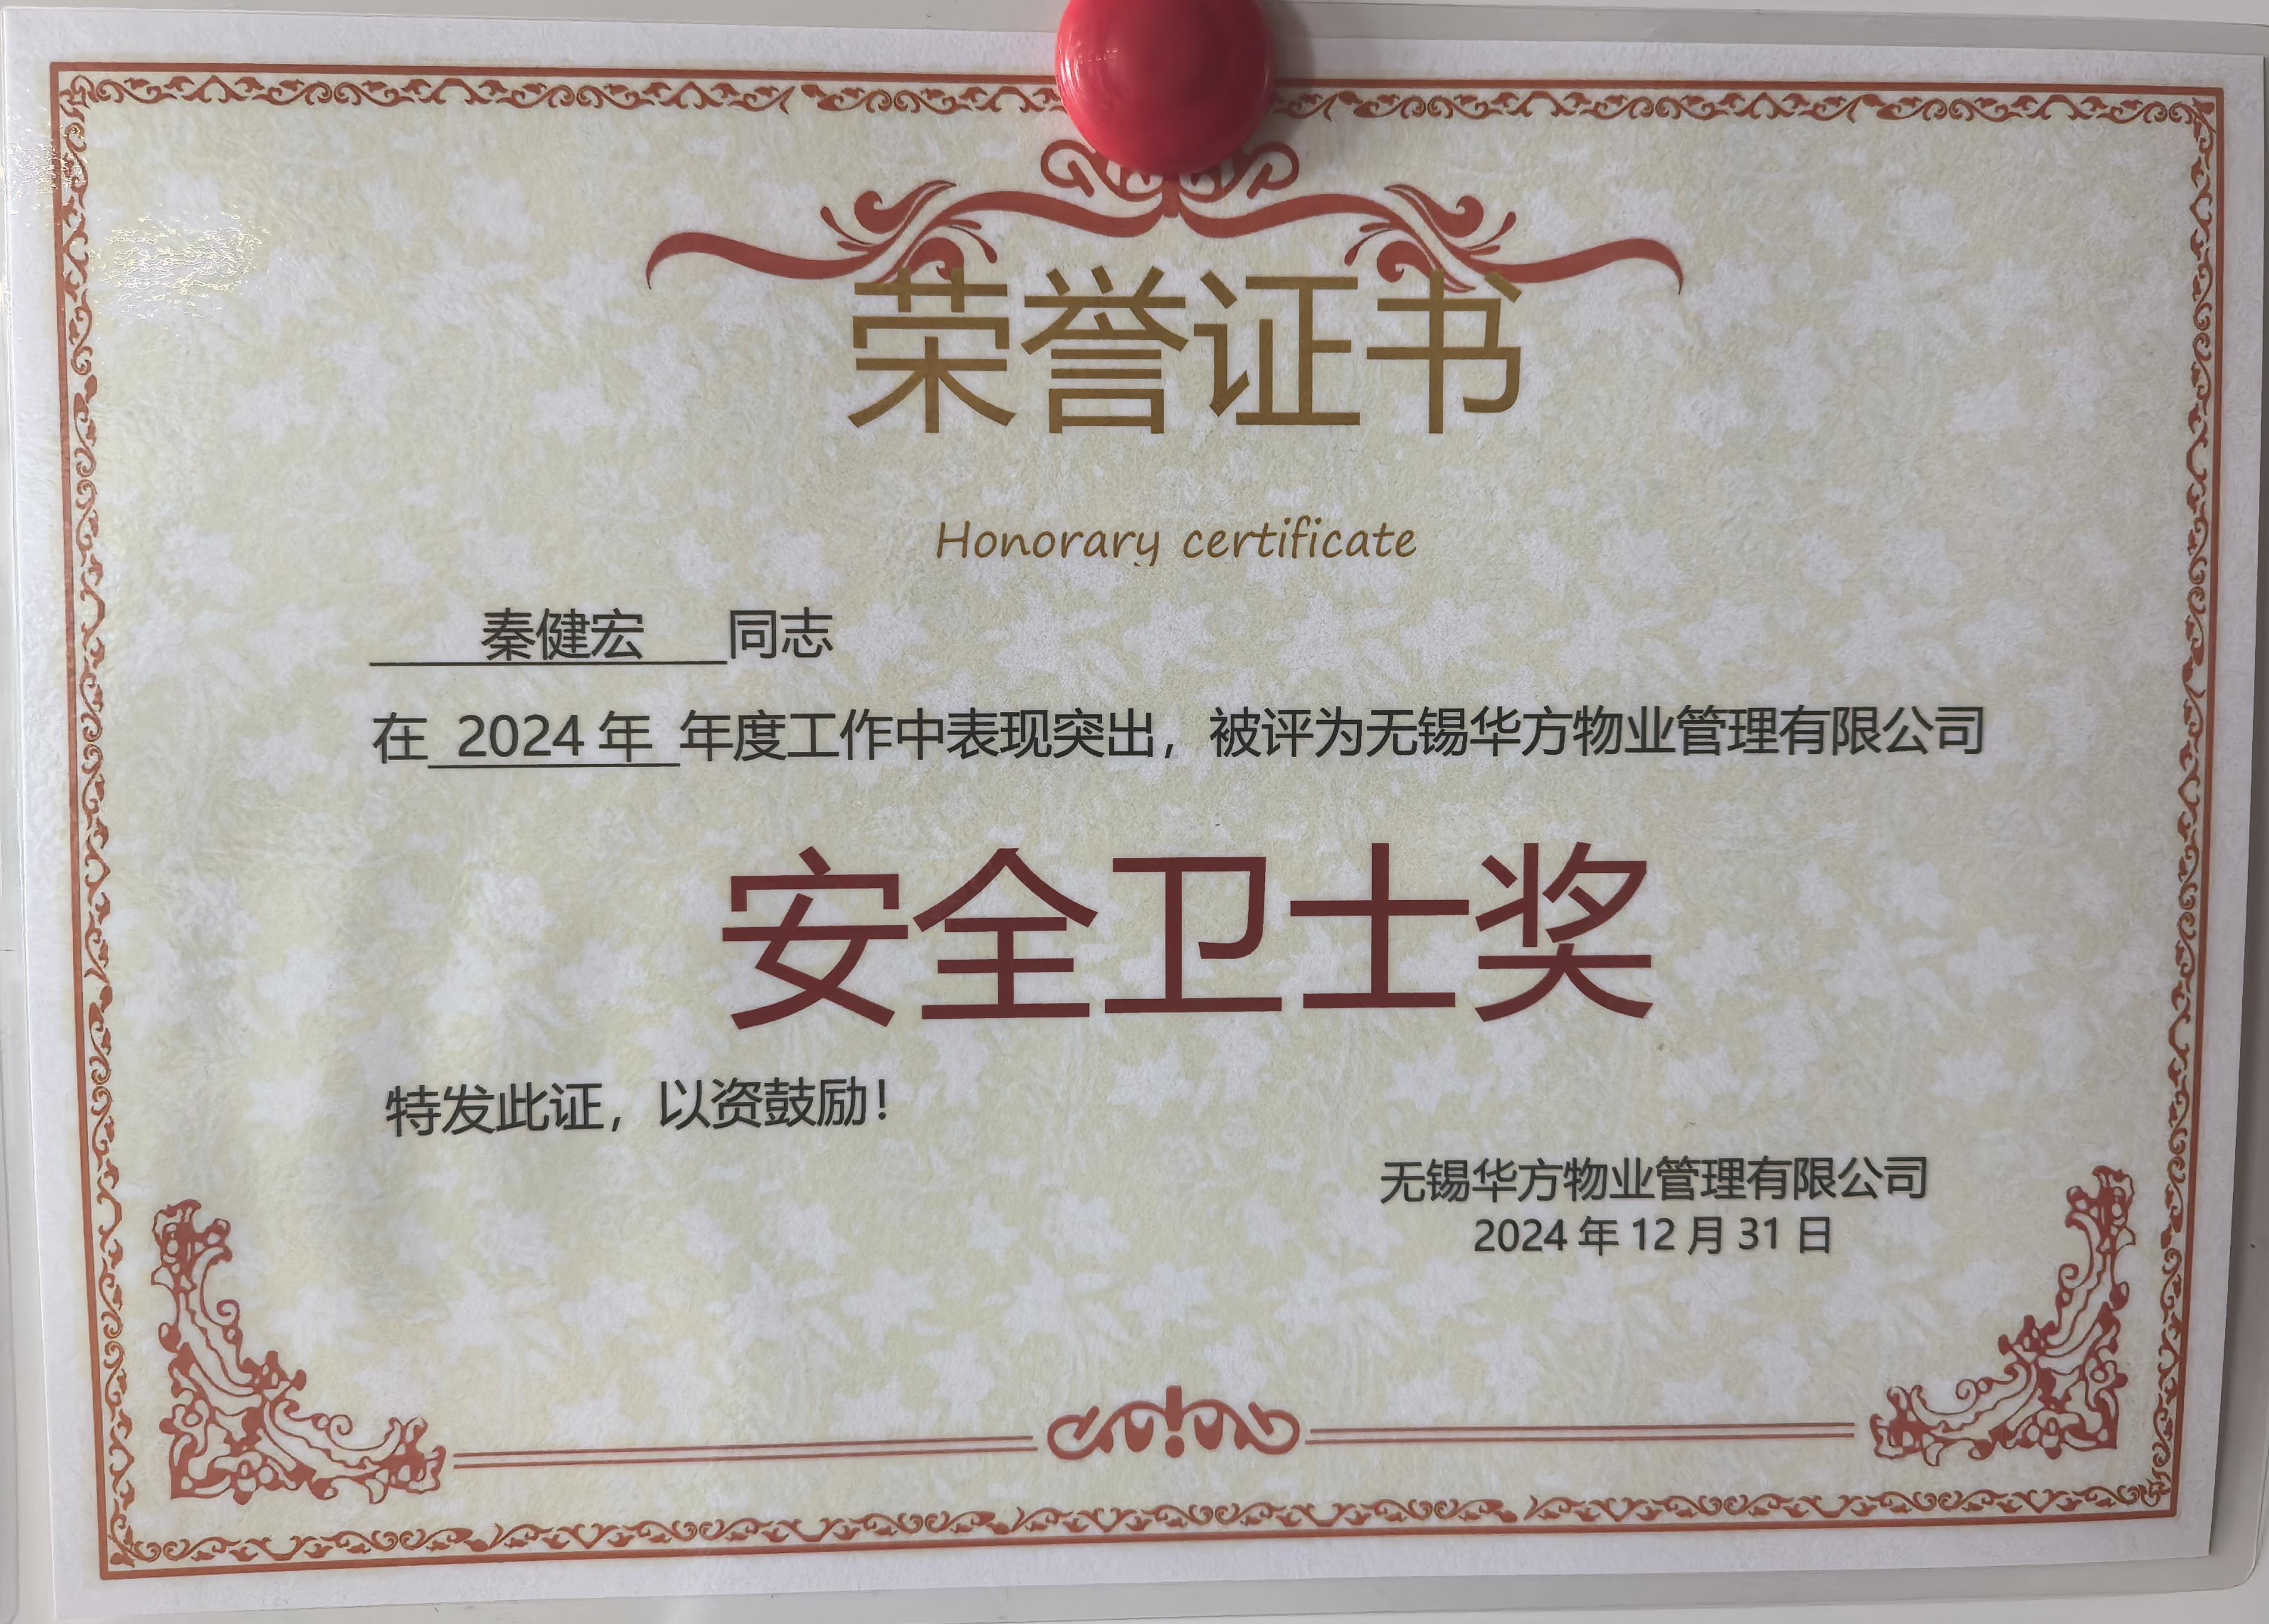 荣誉证书
Honorary certificate
秦健宏 同志
在 2024 年 年度工作中表现突出，被评为无锡华方物业管理有限公司
安全卫士奖
特发此证，以资鼓励！
无锡华方物业管理有限公司
2024 年 12 月 31 日